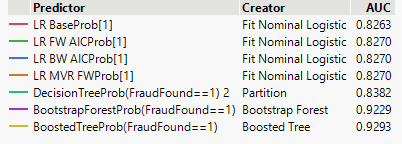 Predictor Creator AUC
LR BaseProb[1] Fit Nominal Logistic 0.8263
LR FW AICProb[1] Fit Nominal Logistic 0.8270
LR BW AICProb[1] Fit Nominal Logistic 0.8270
LR MVR FWProb[1] Fit Nominal Logistic 0.8270
DecisionTreeProb(FraudFound==1) 2 Partition 0.8382
BootstrapForestProb(FraudFound==1) Bootstrap Forest 0.9229
BoostedTreeProb(FraudFound==1) Boosted Tree 0.9293